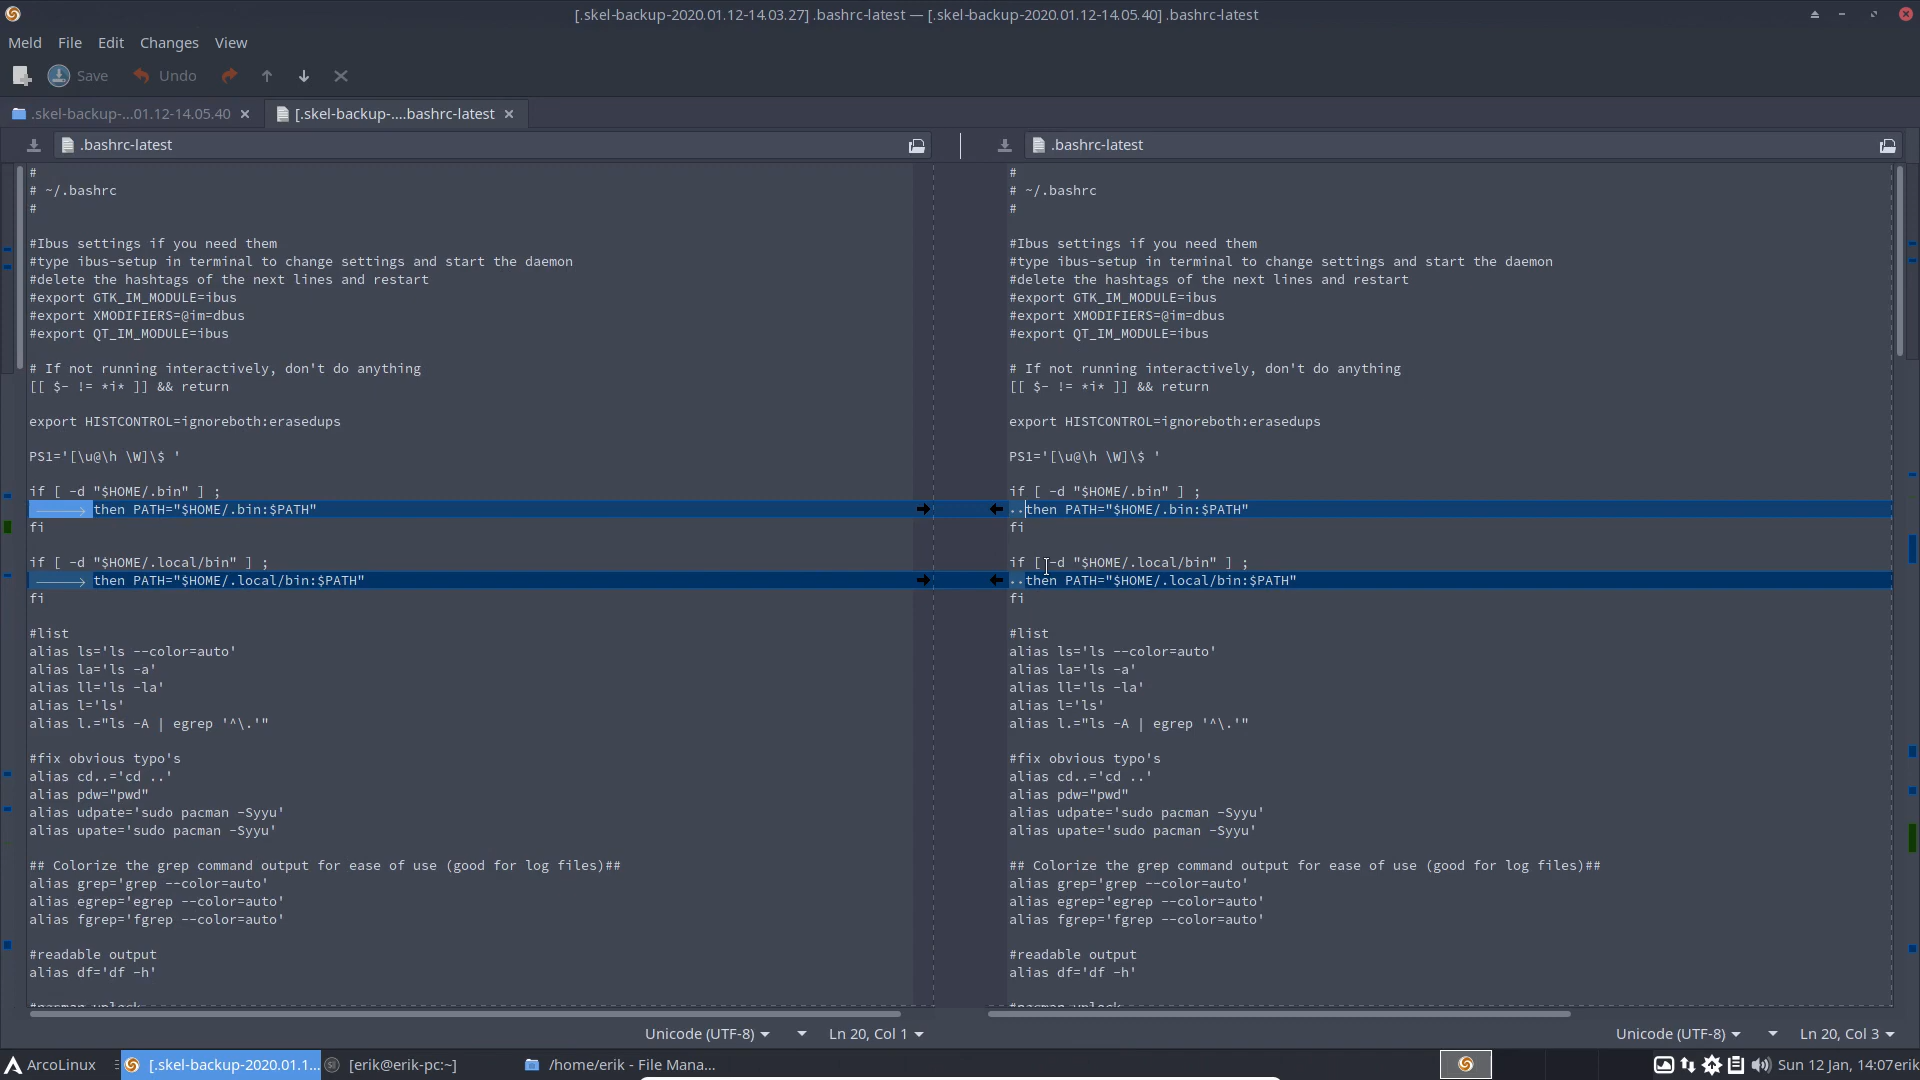 [.skel-backup-2020.01.12-14.03.27] .bashrc-latest — [.skel-backup-2020.01.12-14.05.40] .bashrc-latest
Meld File Edit Changes View
Save Undo
.skel-backup-...01.12-14.05.40 [.skel-backup-....bashrc-latest
.bashrc-latest
#
# ~/.bashrc
#
#Ibus settings if you need them
#type ibus-setup in terminal to change settings and start the daemon
#delete the hashtags of the next lines and restart
#export GTK_IM_MODULE=ibus
#export XMODIFIERS=@im=dbus
#export QT_IM_MODULE=ibus
# If not running interactively, don't do anything
[[ $- != *i* ]] && return
export HISTCONTROL=ignoreboth:erasedups
PS1='[\u@\h \W]\$ '
if [ -d "$HOME/.bin" ] ;
then PATH="$HOME/.bin:$PATH"
fi
if [ -d "$HOME/.local/bin" ] ;
then PATH="$HOME/.local/bin:$PATH"
fi
#list
alias ls='ls --color=auto'
alias la='ls -a'
alias ll='ls -la'
alias l='ls'
alias l.="ls -A | egrep '^\.'"
#fix obvious typo's
alias cd..='cd ..'
alias pdw="pwd"
alias udpate='sudo pacman -Syyu'
alias upate='sudo pacman -Syyu'
## Colorize the grep command output for ease of use (good for log files)##
alias grep='grep --color=auto'
alias egrep='egrep --color=auto'
alias fgrep='fgrep --color=auto'
#readable output
alias df='df -h'
Unicode (UTF-8) Ln 20, Col 1
.bashrc-latest
#
# ~/.bashrc
#
#Ibus settings if you need them
#type ibus-setup in terminal to change settings and start the daemon
#delete the hashtags of the next lines and restart
#export GTK_IM_MODULE=ibus
#export XMODIFIERS=@im=dbus
#export QT_IM_MODULE=ibus
# If not running interactively, don't do anything
[[ $- != *i* ]] && return
export HISTCONTROL=ignoreboth:erasedups
PS1='[\u@\h \W]\$ '
if [ -d "$HOME/.bin" ] ;
..then PATH="$HOME/.bin:$PATH"
fi
if [ -d "$HOME/.local/bin" ] ;
..then PATH="$HOME/.local/bin:$PATH"
fi
#list
alias ls='ls --color=auto'
alias la='ls -a'
alias ll='ls -la'
alias l='ls'
alias l.="ls -A | egrep '^\.'"
#fix obvious typo's
alias cd..='cd ..'
alias pdw="pwd"
alias udpate='sudo pacman -Syyu'
alias upate='sudo pacman -Syyu'
## Colorize the grep command output for ease of use (good for log files)##
alias grep='grep --color=auto'
alias egrep='egrep --color=auto'
alias fgrep='fgrep --color=auto'
#readable output
alias df='df -h'
Unicode (UTF-8) Ln 20, Col 3
ArcoLinux [.skel-backup-2020.01.1... [erik@erik-pc:~] /home/erik - File Mana... Sun 12 Jan, 14:07 erik